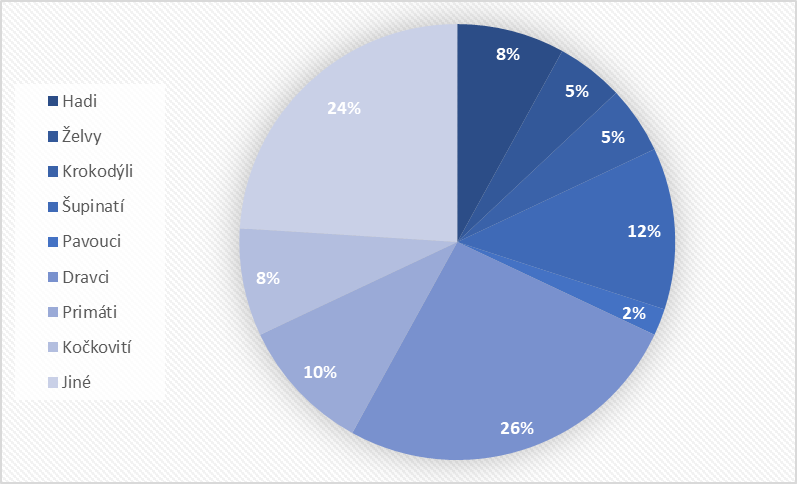 Hadi
Želvy
Krokodýli
Šupinatí
Pavouci
Dravci
Primáti
Kočkovití
Jiné
8%
5%
5%
12%
2%
26%
10%
8%
24%